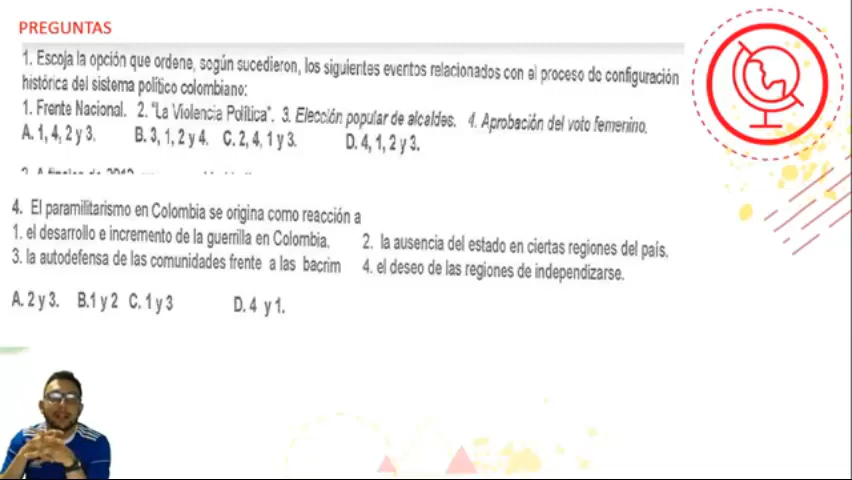 PREGUNTAS
1. Escoja la opción que ordene, según sucedieron, los siguientes eventos relacionados con el proceso de configuración
histórica del sistema político colombiano:
1. Frente Nacional. 2. "La Violencia Política". 3. Elección popular de alcaldes. 4. Aprobación del voto femenino.
A. 1, 4, 2 y 3. B. 3, 1, 2 y 4. C. 2, 4, 1 y 3. D. 4, 1, 2 y 3.
4. El paramilitarismo en Colombia se origina como reacción a
1. el desarrollo e incremento de la guerrilla en Colombia. 2. la ausencia del estado en ciertas regiones del país.
3. la autodefensa de las comunidades frente a las bacrim 4. el deseo de las regiones de independizarse.
A. 2 y 3. B.1 y 2 C. 1 y 3 D. 4 y 1.